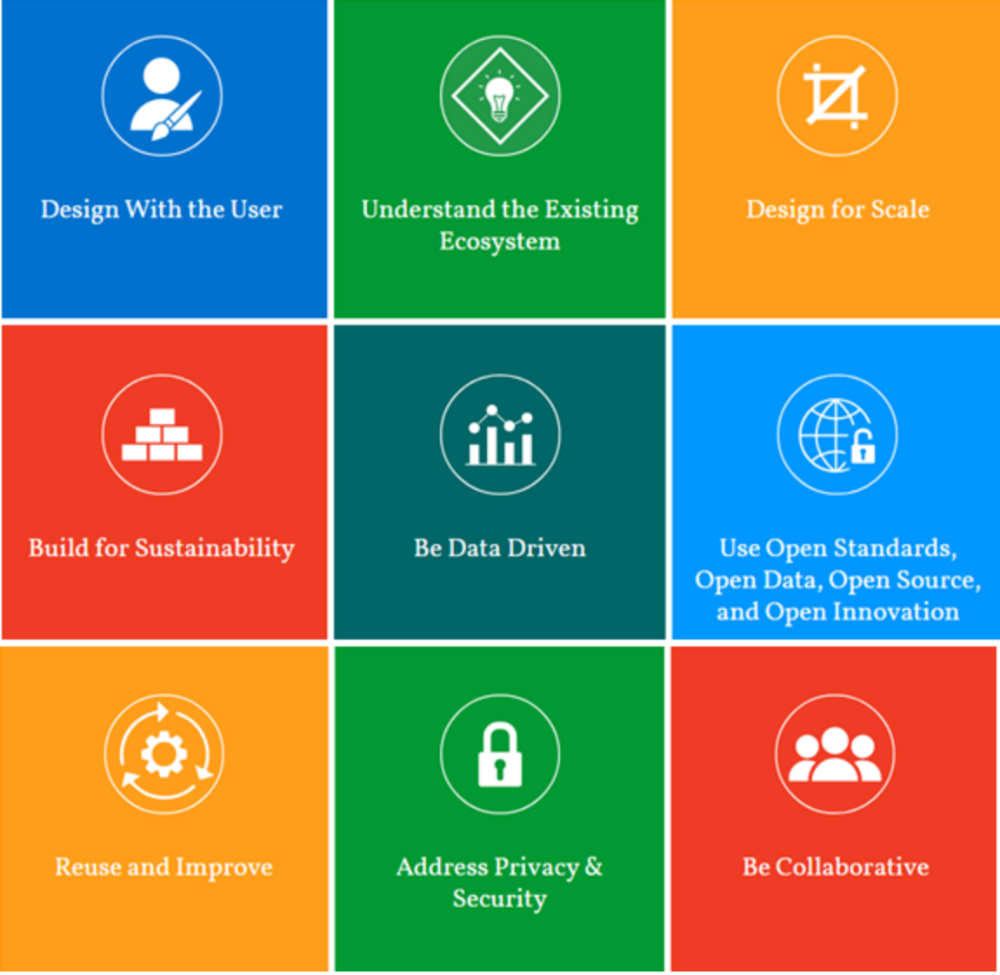 Design With the User
Understand the Existing
Ecosystem
Design for Scale
Build for Sustainability
Be Data Driven
Use Open Standards,
Open Data, Open Source,
and Open Innovation
Reuse and Improve
Address Privacy &
Security
Be Collaborative